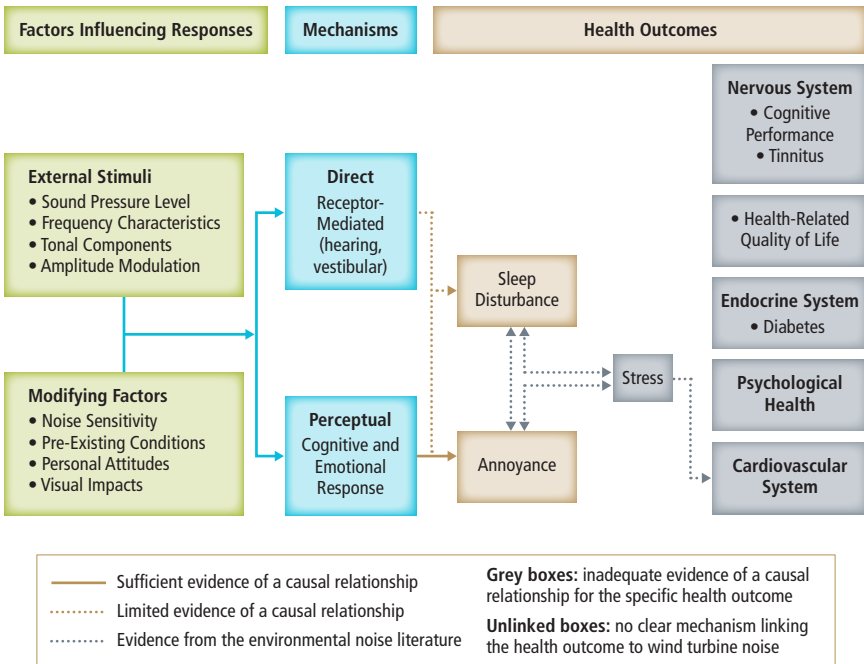 Factors Influencing Responses
Mechanisms
Health Outcomes
External Stimuli
• Sound Pressure Level
• Frequency Characteristics
• Tonal Components
• Amplitude Modulation
Modifying Factors
• Noise Sensitivity
• Pre-Existing Conditions
• Personal Attitudes
• Visual Impacts
Direct
Receptor-
Mediated
(hearing,
vestibular)
Perceptual
Cognitive and
Emotional
Response
Sleep
Disturbance
Annoyance
Stress
Nervous System
• Cognitive
Performance
• Tinnitus
• Health-Related
Quality of Life
Endocrine System
• Diabetes
Psychological
Health
Cardiovascular
System
Sufficient evidence of a causal relationship
Limited evidence of a causal relationship
Evidence from the environmental noise literature
Grey boxes: inadequate evidence of a causal
relationship for the specific health outcome
Unlinked boxes: no clear mechanism linking
the health outcome to wind turbine noise